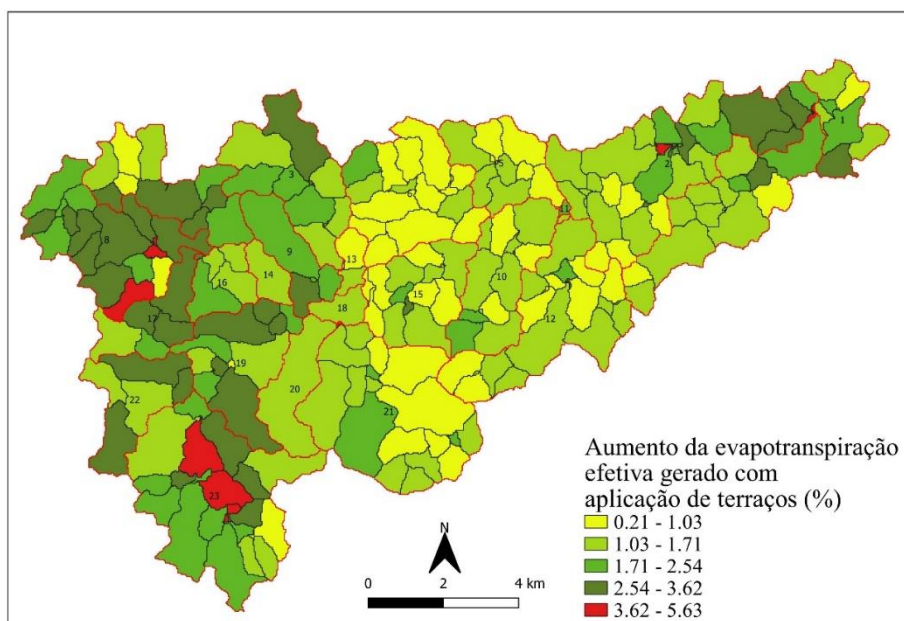 1
2
3
5
6
7
8
9
11
13
14
10
16
15
18
17
12
19
20
22
21
23
Aumento da evapotranspiração
efetiva gerado com
aplicação de terraços (%)
0.21 - 1.03
1.03 - 1.71
1.71 - 2.54
2.54 - 3.62
3.62 - 5.63
N
0 2 4 km